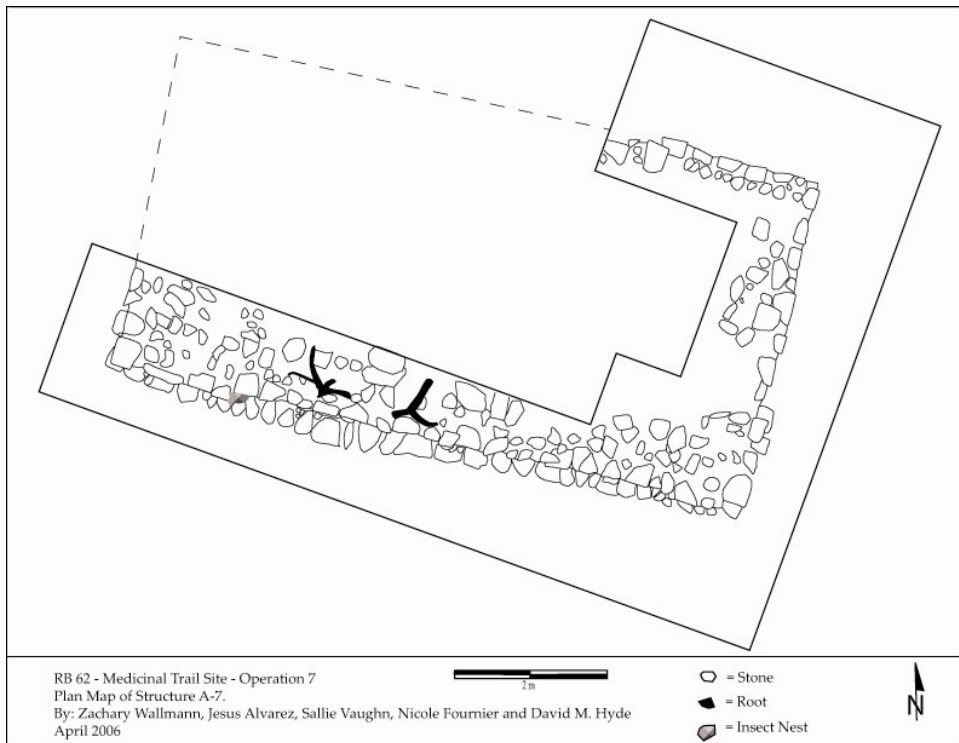 RB 62 - Medicinal Trail Site - Operation 7
Plan Map of Structure A-7.
By: Zachary Wallmann, Jesus Alvarez, Sallie Vaughn, Nicole Fournier and David M. Hyde
April 2006
2 m
= Stone
= Root
= Insect Nest
N